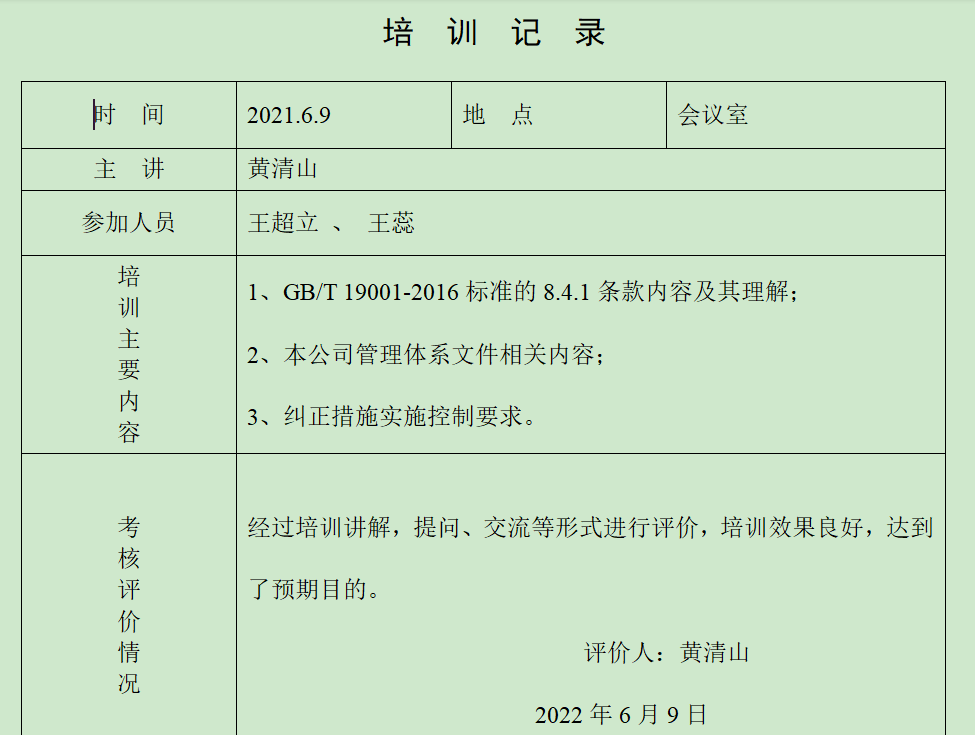 培 训 记 录
时 间 2021.6.9 地 点 会议室
主 讲 黄清山
参加人员 王超立 、 王蕊
培训主要内容
1、GB/T 19001-2016 标准的 8.4.1 条款内容及其理解；
2、本公司管理体系文件相关内容；
3、纠正措施实施控制要求。
考核评价情况
经过培训讲解，提问、交流等形式进行评价，培训效果良好，达到
了预期目的。
评价人：黄清山
2022 年 6 月 9 日